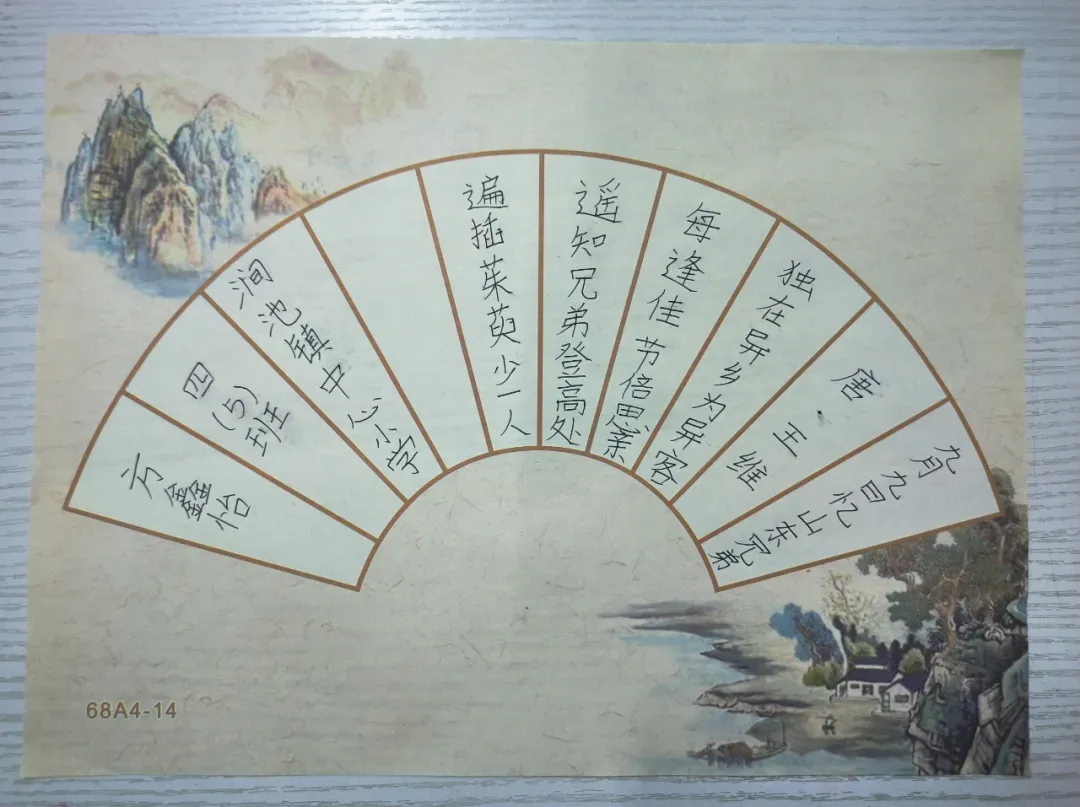 九月九日忆山东兄弟
唐 王维
独在异乡为异客
每逢佳节倍思亲
遥知兄弟登高处
遍插茱萸少一人
涧池镇中心小学
四(5)班
方鑫怡
68A4-14